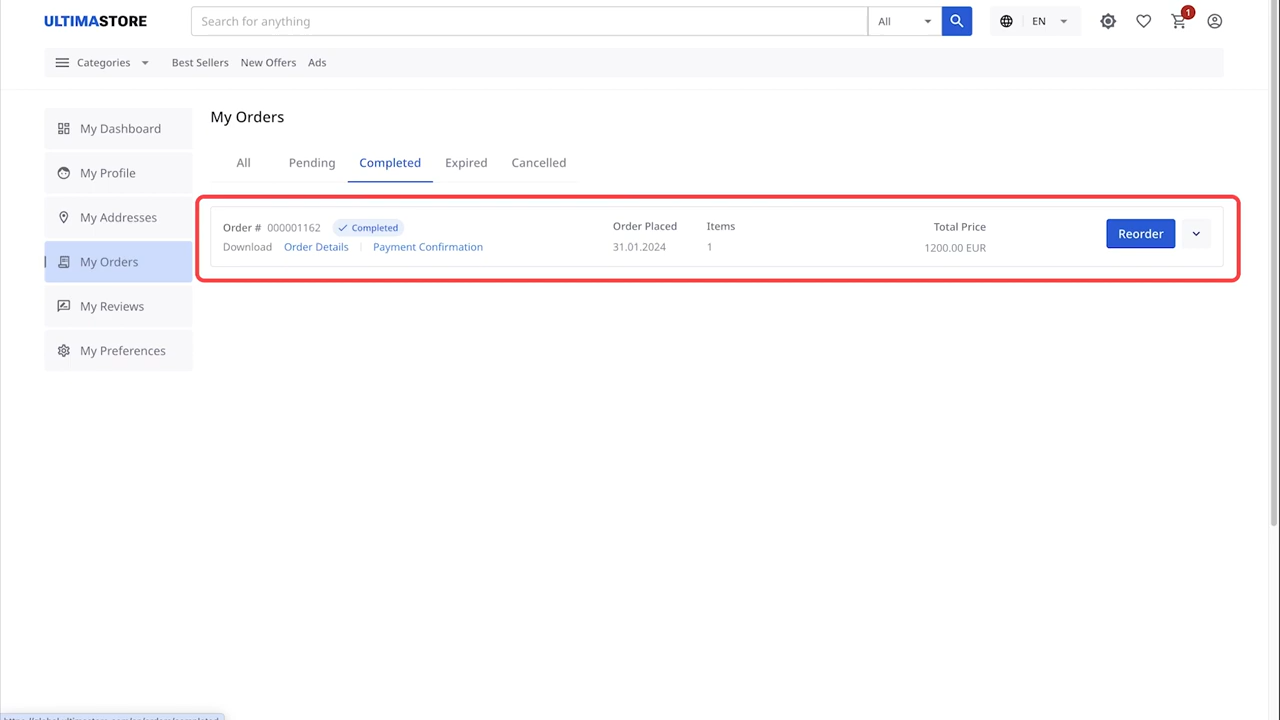 ULTIMASTORE
Search for anything
All
EN
1
Categories
Best Sellers
New Offers
Ads
My Dashboard
My Profile
My Addresses
My Orders
My Reviews
My Preferences
My Orders
All
Pending
Completed
Expired
Cancelled
Order # 000001162 Completed
Download Order Details Payment Confirmation
Order Placed
31.01.2024
Items
1
Total Price
1200.00 EUR
Reorder